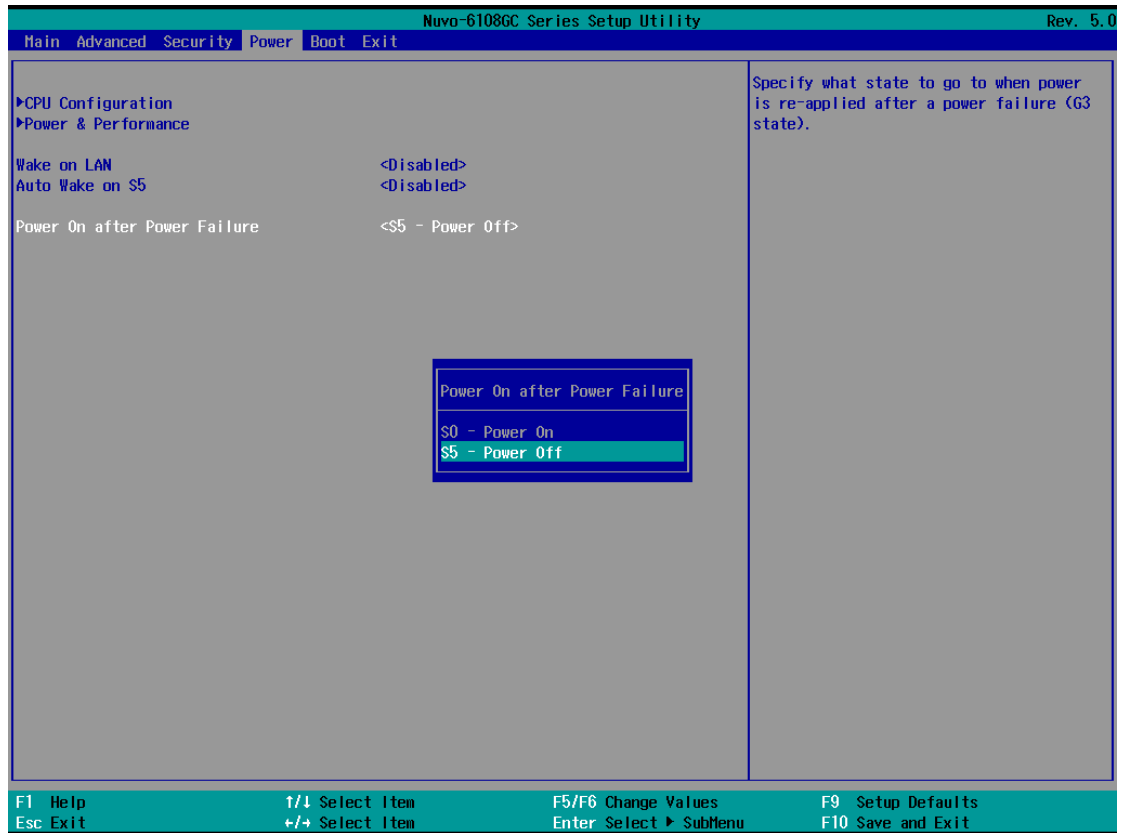 Nuvo-6108GC Series Setup Utility Rev. 5.0
Main Advanced Security Power Boot Exit
▶CPU Configuration
▶Power & Performance
Wake on LAN <Disabled>
Auto Wake on S5 <Disabled>
Power On after Power Failure <S5 - Power Off>
Specify what state to go to when power
is re-applied after a power failure (G3
state).
Power On after Power Failure
S0 - Power On
S5 - Power Off
F1 Help ↑/↓ Select Item F5/F6 Change Values F9 Setup Defaults
Esc Exit ←/→ Select Item Enter Select ▶ SubMenu F10 Save and Exit